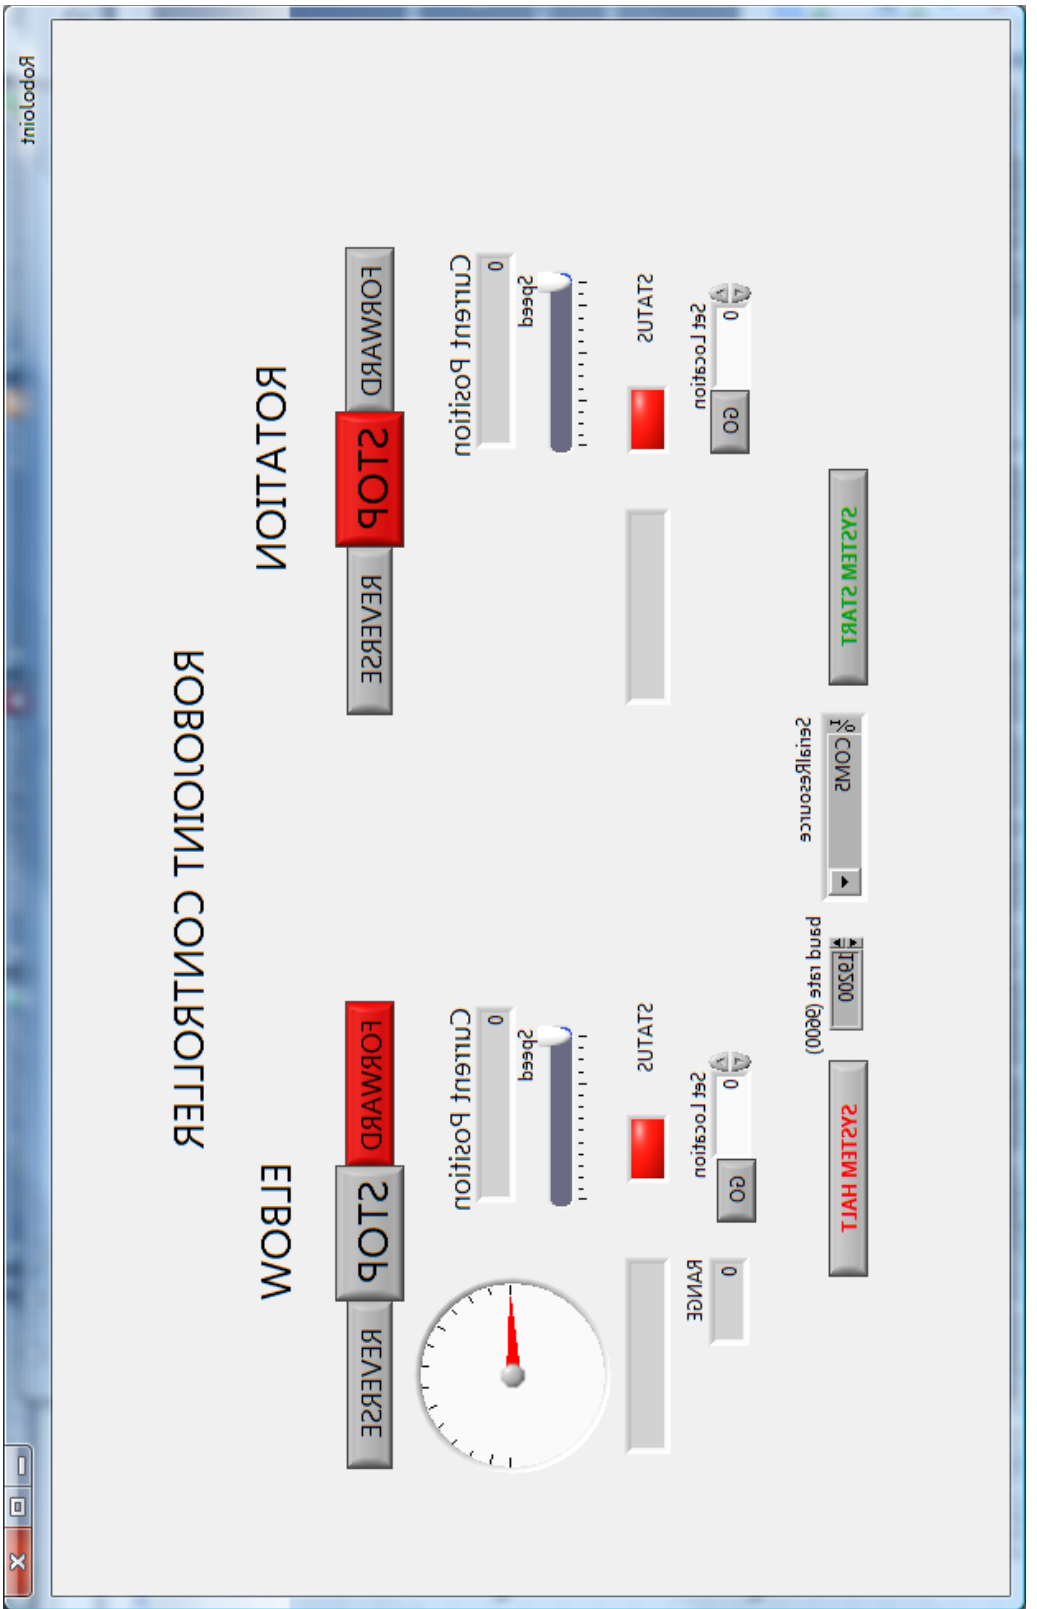 RoboJoint
ROBOJOINT CONTROLLER
ROTATION
ELBOW
FORWARD
STOP
REVERSE
FORWARD
STOP
REVERSE
Current Position
0
Current Position
0
Speed
Speed
STATUS
STATUS
Set Location
0
GO
Set Location
0
GO
RANGE
0
SYSTEM START
SerialResource
COM5
baud rate (9600)
19200
SYSTEM HALT